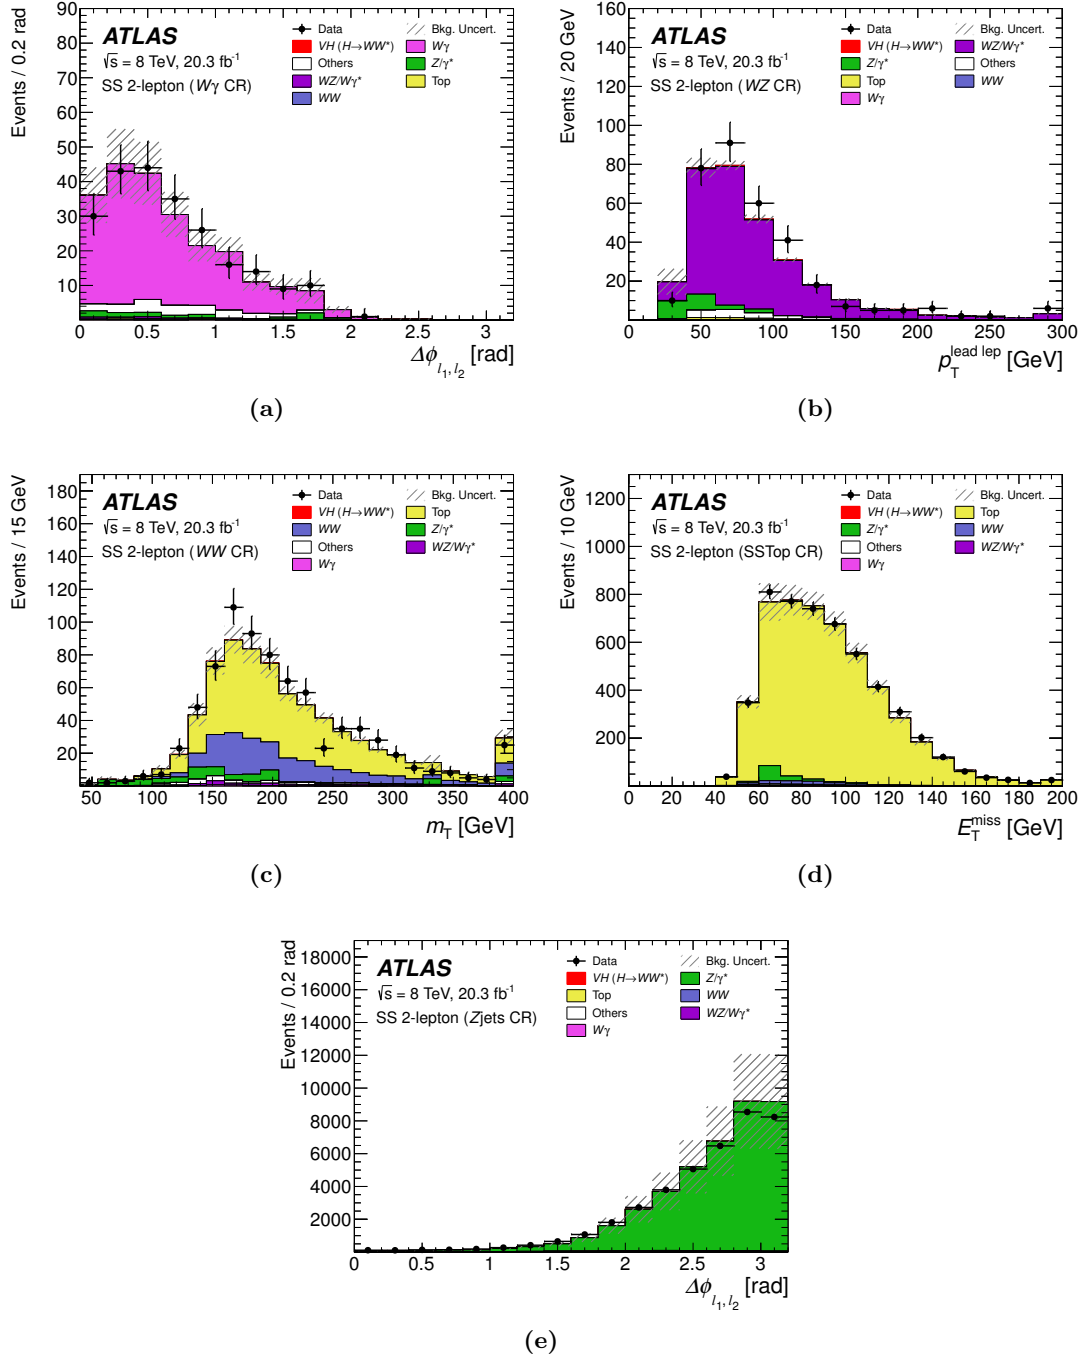 Events / 0.2 rad
90
80
70
60
50
40
30
20
10
0 0.5 1 1.5 2 2.5 3
Δϕ_{l₁, l₂} [rad]
ATLAS
√s = 8 TeV, 20.3 fb⁻¹
SS 2-lepton (Wγ CR)
Data
VH (H→WW*)
Others
WZ/Wγ*
WW
Bkg. Uncert.
Wγ
Z/γ*
Top
(a)
Events / 20 GeV
160
140
120
100
80
60
40
20
0 50 100 150 200 250 300
p_T^{lead lep} [GeV]
ATLAS
√s = 8 TeV, 20.3 fb⁻¹
SS 2-lepton (WZ CR)
Data
VH (H→WW*)
Z/γ*
Top
Wγ
Bkg. Uncert.
WZ/Wγ*
Others
WW
(b)
Events / 15 GeV
180
160
140
120
100
80
60
40
20
50 100 150 200 250 300 350 400
m_T [GeV]
ATLAS
√s = 8 TeV, 20.3 fb⁻¹
SS 2-lepton (WW CR)
Data
VH (H→WW*)
WW
Others
Wγ
Bkg. Uncert.
Top
Z/γ*
WZ/Wγ*
(c)
Events / 10 GeV
1200
1000
800
600
400
200
0 20 40 60 80 100 120 140 160 180 200
E_T^{miss} [GeV]
ATLAS
√s = 8 TeV, 20.3 fb⁻¹
SS 2-lepton (SSTop CR)
Data
VH (H→WW*)
Z/γ*
Others
Wγ
Bkg. Uncert.
Top
WW
WZ/Wγ*
(d)
Events / 0.2 rad
18000
16000
14000
12000
10000
8000
6000
4000
2000
0 0.5 1 1.5 2 2.5 3
Δϕ_{l₁, l₂} [rad]
ATLAS
√s = 8 TeV, 20.3 fb⁻¹
SS 2-lepton (Zjets CR)
Data
VH (H→WW*)
Top
Others
Wγ
Bkg. Uncert.
Z/γ*
WW
WZ/Wγ*
(e)